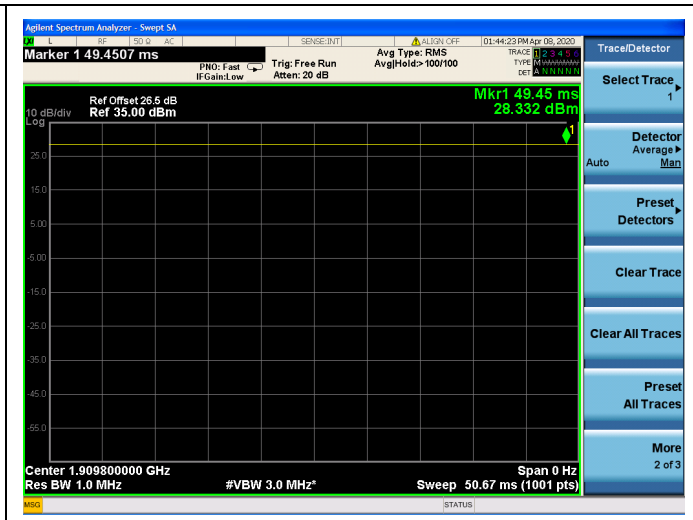 Agilent Spectrum Analyzer - Swept SA
L RF 50 Ω AC SENSE:INT ALIGN OFF 01:44:23 PM Apr 08, 2020
Marker 1 49.4507 ms
PNO: Fast
IFGain:Low
Trig: Free Run
Atten: 20 dB
Avg Type: RMS
Avg|Hold:>100/100
TRACE 1 2 3 4 5 6
TYPE M
DET A N N N N N
Mkr1 49.45 ms
28.332 dBm
Ref Offset 26.5 dB
10 dB/div Ref 35.00 dBm
Log
1
25.0
15.0
5.00
-5.00
-15.0
-25.0
-35.0
-45.0
-55.0
Center 1.909800000 GHz Span 0 Hz
Res BW 1.0 MHz #VBW 3.0 MHz* Sweep 50.67 ms (1001 pts)
MSG STATUS
Trace/Detector
Select Trace
1
Detector
Average
Auto Man
Preset
Detectors
Clear Trace
Clear All Traces
Preset
All Traces
More
2 of 3